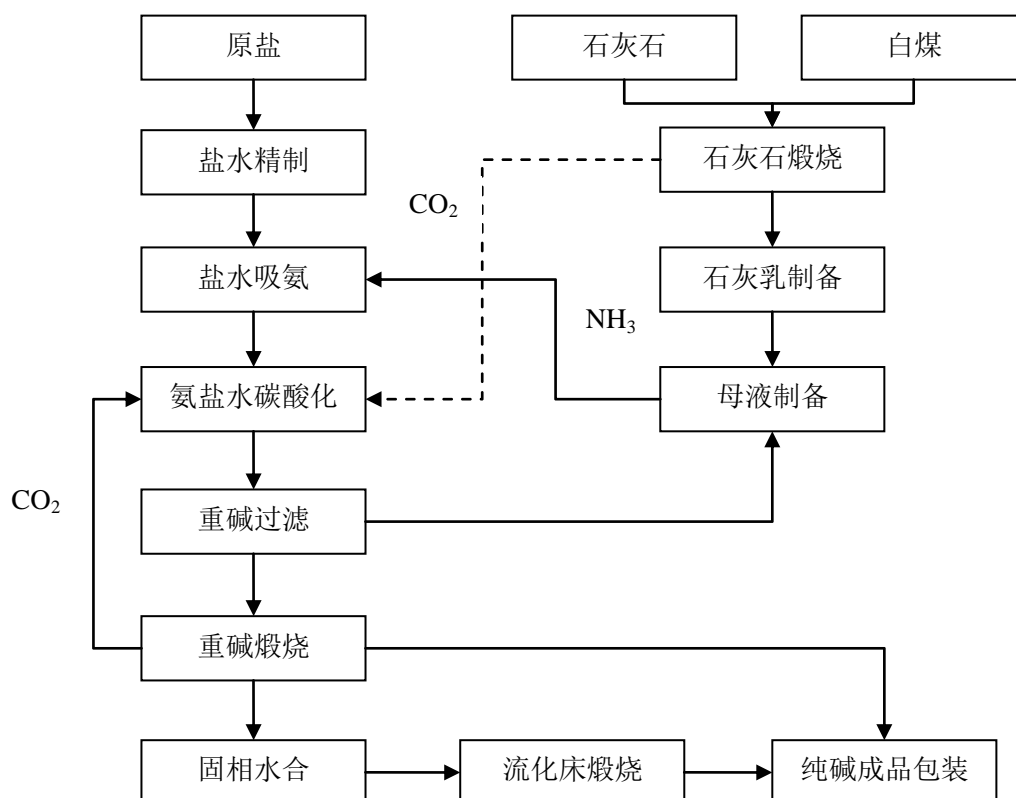 原盐
石灰石
白煤
盐水精制
石灰石煅烧
CO₂
盐水吸氨
石灰乳制备
NH₃
氨盐水碳酸化
母液制备
CO₂
重碱过滤
重碱煅烧
固相水合
流化床煅烧
纯碱成品包装